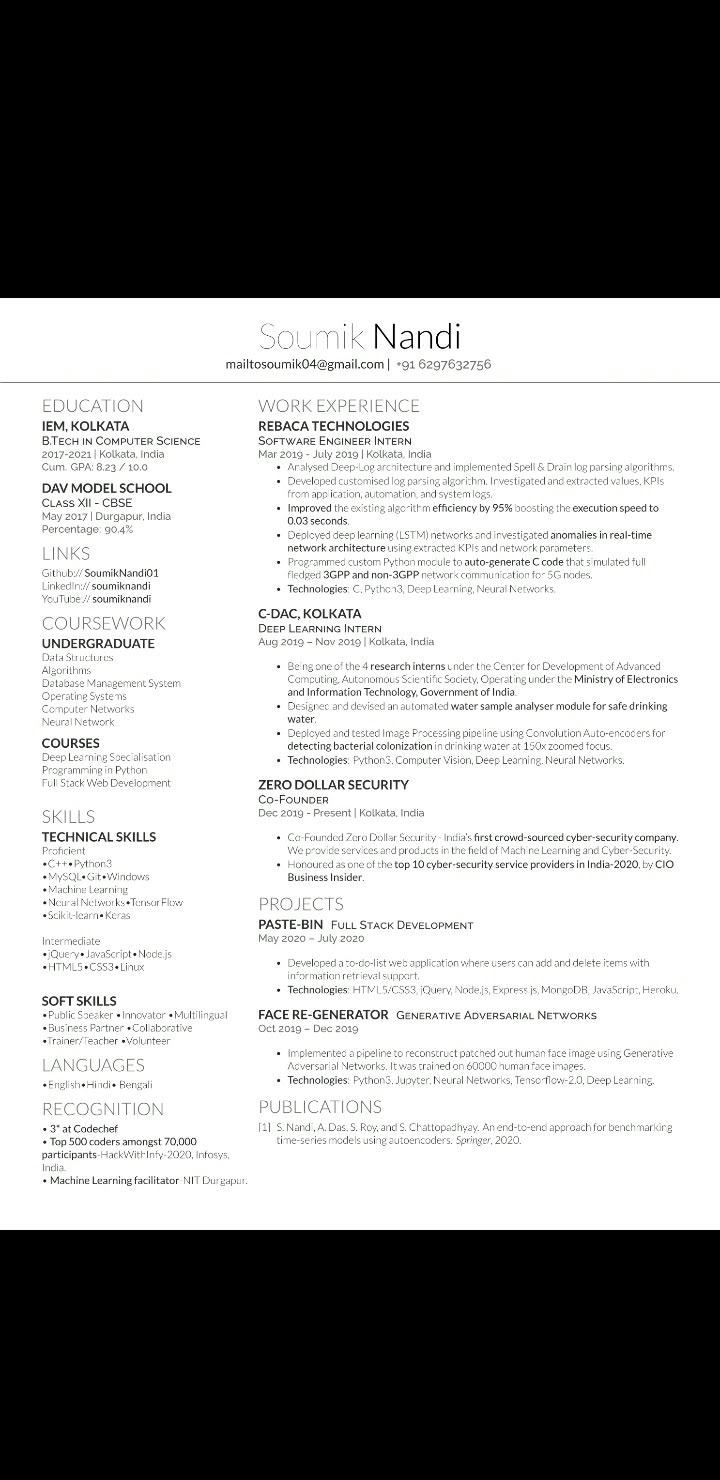 Soumik Nandi
mailtosoumik04@gmail.com | +91 6297632756
EDUCATION
IEM, KOLKATA
B.Tech in Computer Science
2017-2021 | Kolkata, India
Cum. GPA: 8.23 / 10.0
DAV MODEL SCHOOL
Class XII - CBSE
May 2017 | Durgapur, India
Percentage: 90.4%
LINKS
Github:// SoumikNandi01
LinkedIn:// soumiknandi
YouTube:// soumiknandi
COURSEWORK
UNDERGRADUATE
Data Structures
Algorithms
Database Management System
Operating Systems
Computer Networks
Neural Network
COURSES
Deep Learning Specialisation
Programming in Python
Full Stack Web Development
SKILLS
TECHNICAL SKILLS
Proficient
•C++•Python3
•MySQL•Git•Windows
•Machine Learning
•Neural Networks•TensorFlow
•Scikit-learn•Keras
Intermediate
•jQuery•JavaScript•Node.js
•HTML5•CSS3•Linux
SOFT SKILLS
•Public Speaker •Innovator •Multilingual
•Business Partner •Collaborative
•Trainer/Teacher •Volunteer
LANGUAGES
•English•Hindi• Bengali
RECOGNITION
• 3* at Codechef
• Top 500 coders amongst 70,000
participants-HackWithInfy-2020, Infosys,
India.
• Machine Learning facilitator-NIT Durgapur.
WORK EXPERIENCE
REBACA TECHNOLOGIES
Software Engineer Intern
Mar 2019 - July 2019 | Kolkata, India
• Analysed Deep-Log architecture and implemented Spell & Drain log parsing algorithms.
• Developed customised log parsing algorithm. Investigated and extracted values, KPIs
from application, automation, and system logs.
• Improved the existing algorithm efficiency by 95% boosting the execution speed to
0.03 seconds.
• Deployed deep learning (LSTM) networks and investigated anomalies in real-time
network architecture using extracted KPIs and network parameters.
• Programmed custom Python module to auto-generate C code that simulated full
fledged 3GPP and non-3GPP network communication for 5G nodes.
• Technologies: C, Python3, Deep Learning, Neural Networks.
C-DAC, KOLKATA
Deep Learning Intern
Aug 2019 – Nov 2019 | Kolkata, India
• Being one of the 4 research interns under the Center for Development of Advanced
Computing, Autonomous Scientific Society, Operating under the Ministry of Electronics
and Information Technology, Government of India.
• Designed and devised an automated water sample analyser module for safe drinking
water.
• Deployed and tested Image Processing pipeline using Convolution Auto-encoders for
detecting bacterial colonization in drinking water at 150x zoomed focus.
• Technologies: Python3, Computer Vision, Deep Learning, Neural Networks.
ZERO DOLLAR SECURITY
Co-Founder
Dec 2019 - Present | Kolkata, India
• Co-Founded Zero Dollar Security - India's first crowd-sourced cyber-security company.
We provide services and products in the field of Machine Learning and Cyber-Security.
• Honoured as one of the top 10 cyber-security service providers in India-2020, by CIO
Business Insider.
PROJECTS
PASTE-BIN Full Stack Development
May 2020 – July 2020
• Developed a to-do-list web application where users can add and delete items with
information retrieval support.
• Technologies: HTML5/CSS3, jQuery, Node.js, Express.js, MongoDB, JavaScript, Heroku.
FACE RE-GENERATOR Generative Adversarial Networks
Oct 2019 – Dec 2019
• Implemented a pipeline to reconstruct patched out human face image using Generative
Adversarial Networks. It was trained on 60000 human face images.
• Technologies: Python3, Jupyter, Neural Networks, Tensorflow-2.0, Deep Learning.
PUBLICATIONS
[1] S. Nandi, A. Das, S. Roy, and S. Chattopadhyay. An end-to-end approach for benchmarking
time-series models using autoencoders. Springer, 2020.